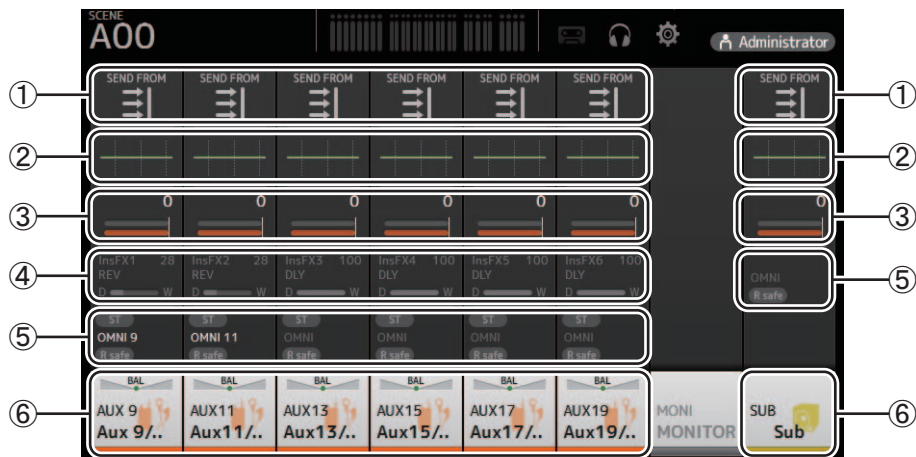 SCENE
A00
Administrator
① SEND FROM SEND FROM SEND FROM SEND FROM SEND FROM SEND FROM SEND FROM ①
② ②
③ 0 0 0 0 0 0 0 ③
④ InsFX1 28 InsFX2 28 InsFX3 100 InsFX4 100 InsFX5 100 InsFX6 100
REV REV DLY DLY DLY DLY
D W D W D W D W D W D W
OMNI ⑤
R safe
⑤ ST ST ST ST ST ST
OMNI 9 OMNI 11 OMNI OMNI OMNI OMNI
R safe R safe R safe R safe R safe R safe
BAL BAL BAL BAL BAL BAL
⑥ AUX 9 AUX11 AUX13 AUX15 AUX17 AUX19 MONI SUB ⑥
Aux 9/.. Aux11/.. Aux13/.. Aux15/.. Aux17/.. Aux19/.. MONITOR Sub